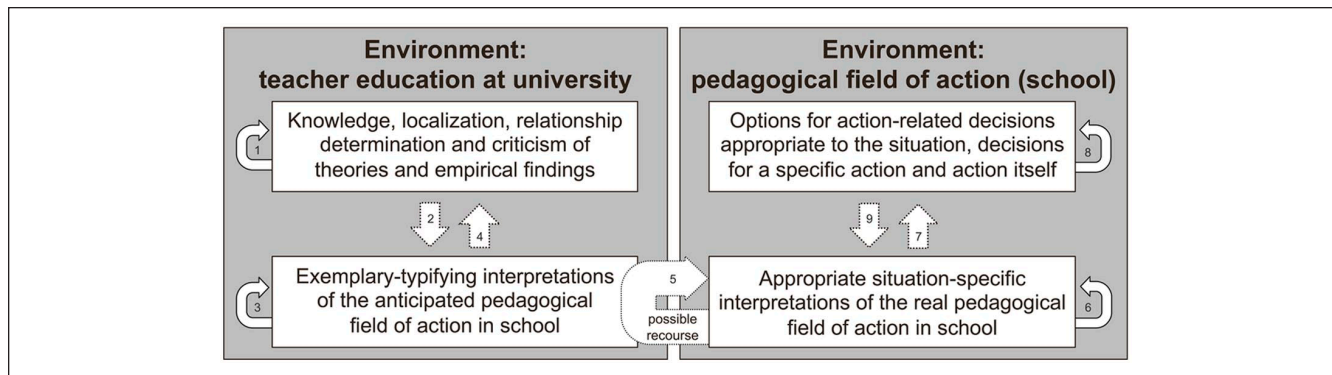 Environment:
teacher education at university
Knowledge, localization, relationship
determination and criticism of
theories and empirical findings
1
2
4
Exemplary-typifying interpretations
of the anticipated pedagogical
field of action in school
3
5
possible
recourse
Environment:
pedagogical field of action (school)
Options for action-related decisions
appropriate to the situation, decisions
for a specific action and action itself
8
9
7
Appropriate situation-specific
interpretations of the real pedagogical
field of action in school
6